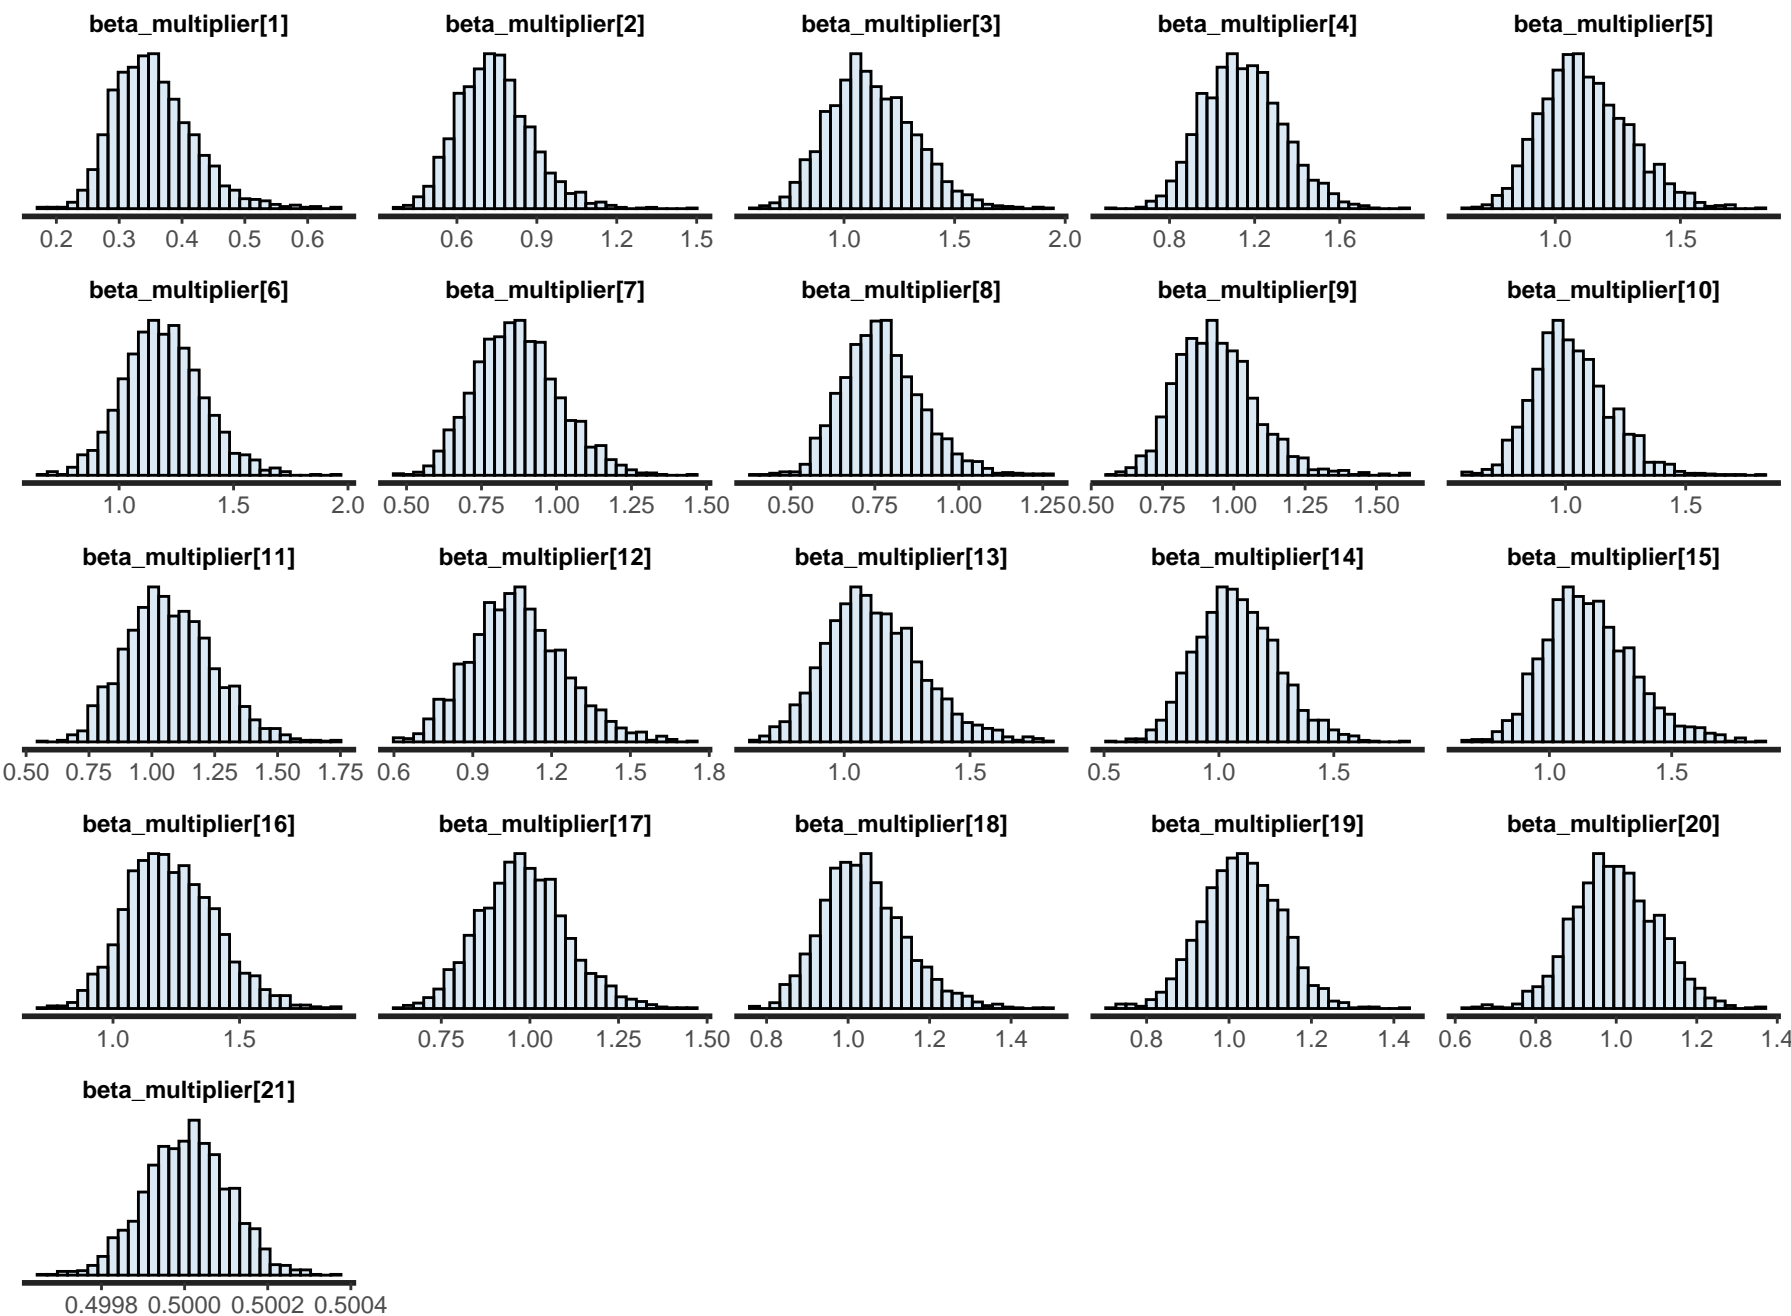 beta_multiplier[1] beta_multiplier[2] beta_multiplier[3] beta_multiplier[4] beta_multiplier[5]
0.2 0.3 0.4 0.5 0.6 0.6 0.9 1.2 1.5 1.0 1.5 2.0 0.8 1.2 1.6 1.0 1.5
beta_multiplier[6] beta_multiplier[7] beta_multiplier[8] beta_multiplier[9] beta_multiplier[10]
1.0 1.5 2.0 0.50 0.75 1.00 1.25 1.50 0.50 0.75 1.00 1.25 0.50 0.75 1.00 1.25 1.50 1.0 1.5
beta_multiplier[11] beta_multiplier[12] beta_multiplier[13] beta_multiplier[14] beta_multiplier[15]
0.50 0.75 1.00 1.25 1.50 1.75 0.6 0.9 1.2 1.5 1.8 1.0 1.5 0.5 1.0 1.5 1.0 1.5
beta_multiplier[16] beta_multiplier[17] beta_multiplier[18] beta_multiplier[19] beta_multiplier[20]
1.0 1.5 0.75 1.00 1.25 1.50 0.8 1.0 1.2 1.4 0.8 1.0 1.2 1.4 0.6 0.8 1.0 1.2 1.4
beta_multiplier[21]
0.4998 0.5000 0.5002 0.5004